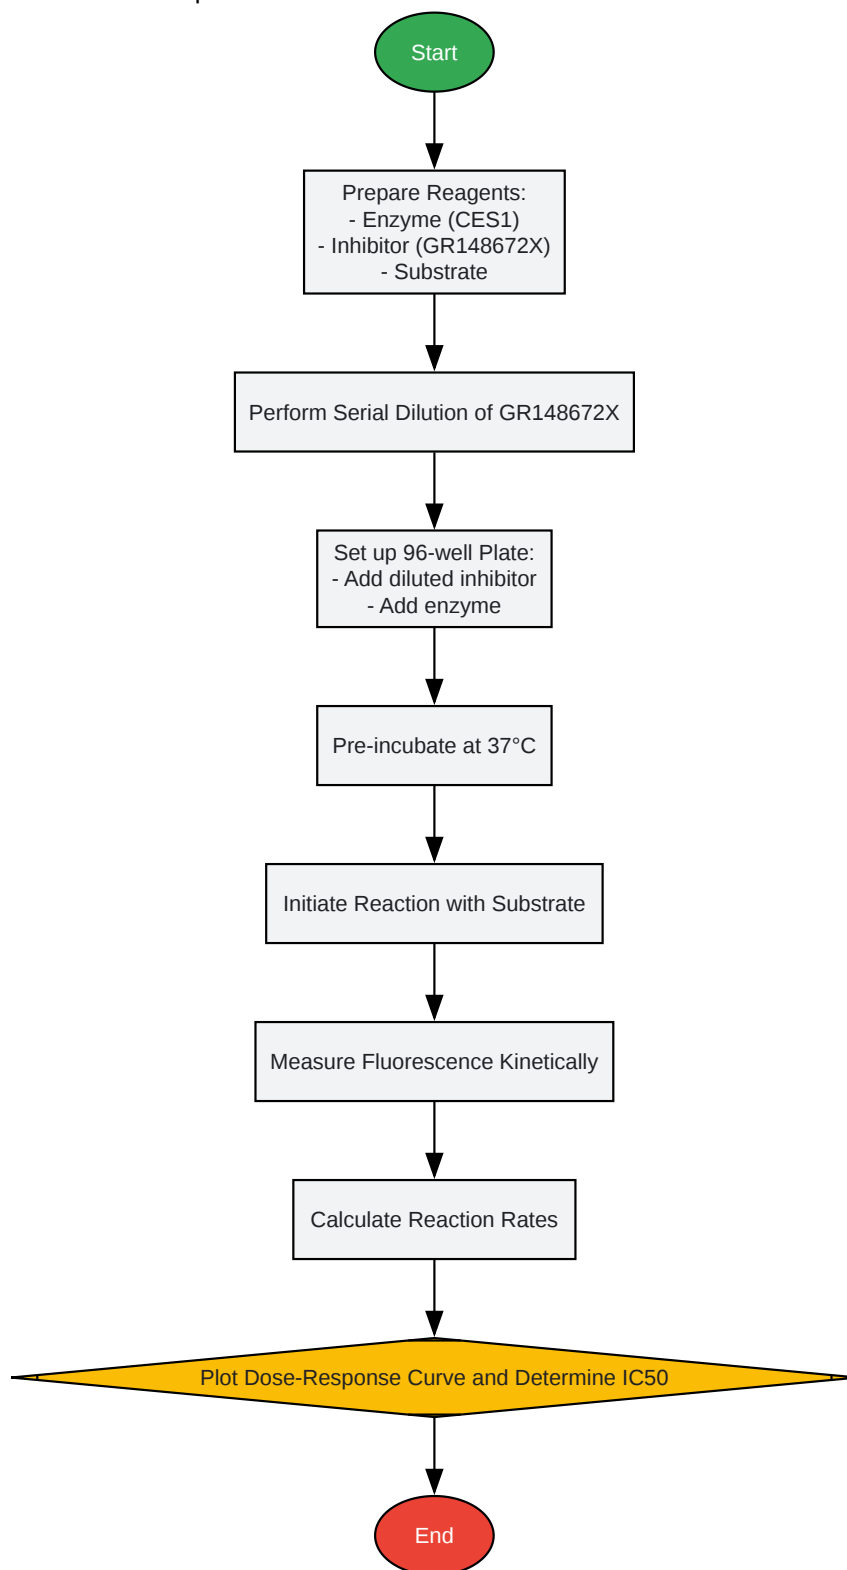 Start
Prepare Reagents:
- Enzyme (CES1)
- Inhibitor (GR148672X)
- Substrate
Perform Serial Dilution of GR148672X
Set up 96-well Plate:
- Add diluted inhibitor
- Add enzyme
Pre-incubate at 37°C
Initiate Reaction with Substrate
Measure Fluorescence Kinetically
Calculate Reaction Rates
Plot Dose-Response Curve and Determine IC50
End